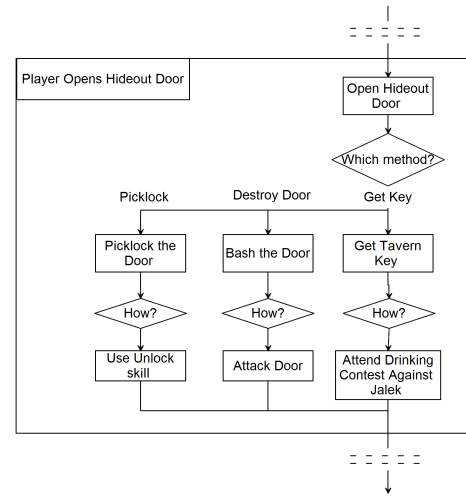 Player Opens Hideout Door
Open Hideout
Door
Which method?
Picklock
Destroy Door
Get Key
Picklock the
Door
Bash the Door
Get Tavern
Key
How?
How?
How?
Use Unlock
skill
Attack Door
Attend Drinking
Contest Against
Jalek